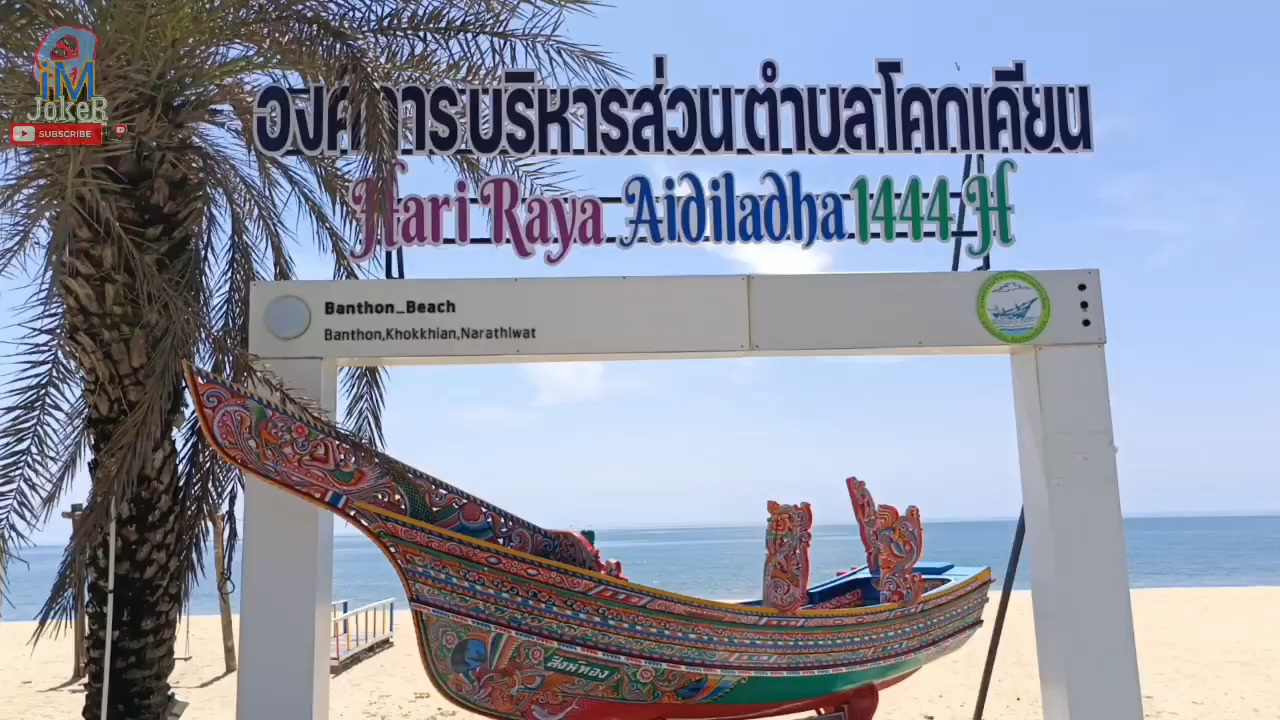 iM
JokeR
SUBSCRIBE
องค์การบริหารส่วนตำบลโคกเคียน
Hari Raya Aidiladha 1444 H
Banthon_Beach
Banthon,Khokkhian,Narathiwat
สิงห์ทอง